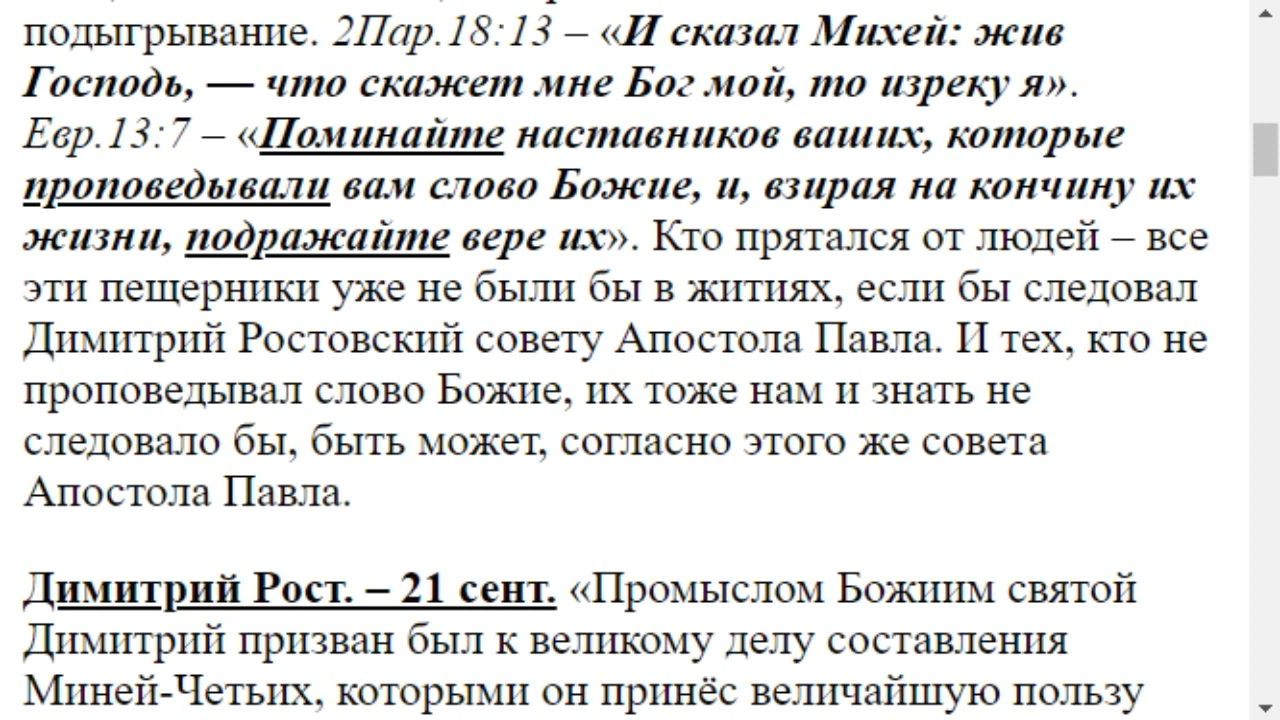 подыгрывание. 2Пар.18:13 – «И сказал Михей: жив
Господь, — что скажет мне Бог мой, то изреку я».
Евр.13:7 – «Поминайте наставников ваших, которые
проповедывали вам слово Божие, и, взирая на кончину их
жизни, подражайте вере их». Кто прятался от людей – все
эти пещерники уже не были бы в житиях, если бы следовал
Димитрий Ростовский совету Апостола Павла. И тех, кто не
проповедывал слово Божие, их тоже нам и знать не
следовало бы, быть может, согласно этого же совета
Апостола Павла.
Димитрий Рост. – 21 сент. «Промыслом Божиим святой
Димитрий призван был к великому делу составления
Миней-Четьих, которыми он принёс величайшую пользу